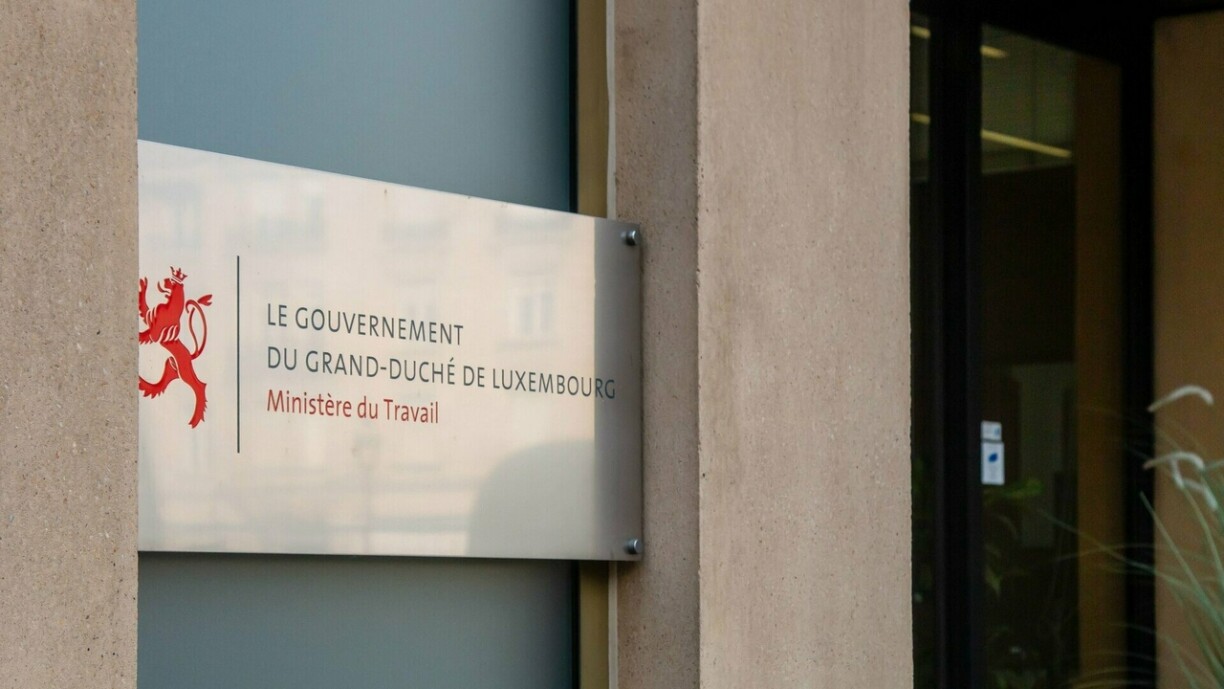 LE GOUVERNEMENT
DU GRAND-DUCHÉ DE LUXEMBOURG
Ministère du Travail